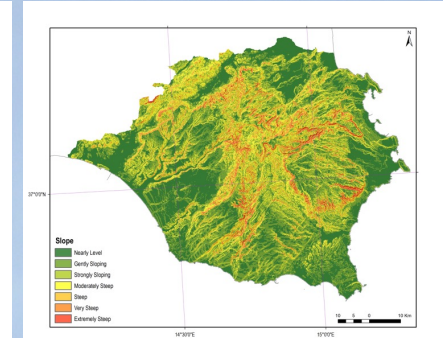 N
37°0'0"N
Slope
Nearly Level
Gently Sloping
Strongly Sloping
Moderately Steep
Steep
Very Steep
Extremely Steep
10 5 0 10 Km
14°30'0"E 15°0'0"E